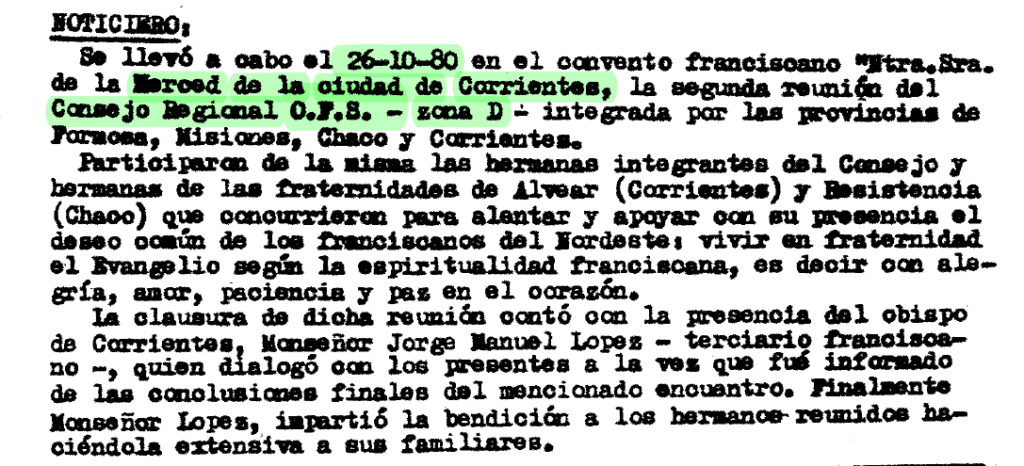 NOTICIERO:
Se llevó a cabo el 26-10-80 en el convento franciscano "Ntra.Sra.
de la Merced de la ciudad de Corrientes, la segunda reunión del
Consejo Regional O.F.S. - zona D - integrada por las provincias de
Formosa, Misiones, Chaco y Corrientes.
Participaron de la misma las hermanas integrantes del Consejo y
hermanas de las fraternidades de Alvear (Corrientes) y Resistencia
(Chaco) que concurrieron para alentar y apoyar con su presencia el
deseo común de los franciscanos del Nordeste: vivir en fraternidad
el Evangelio según la espiritualidad franciscana, es decir con ale-
gría, amor, paciencia y paz en el corazón.
La clausura de dicha reunión contó con la presencia del obispo
de Corrientes, Monseñor Jorge Manuel Lopez - terciario francisca-
no -, quien dialogó con los presentes a la vez que fué informado
de las conclusiones finales del mencionado encuentro. Finalmente
Monseñor Lopez, impartió la bendición a los hermanos reunidos ha-
ciéndola extensiva a sus familiares.